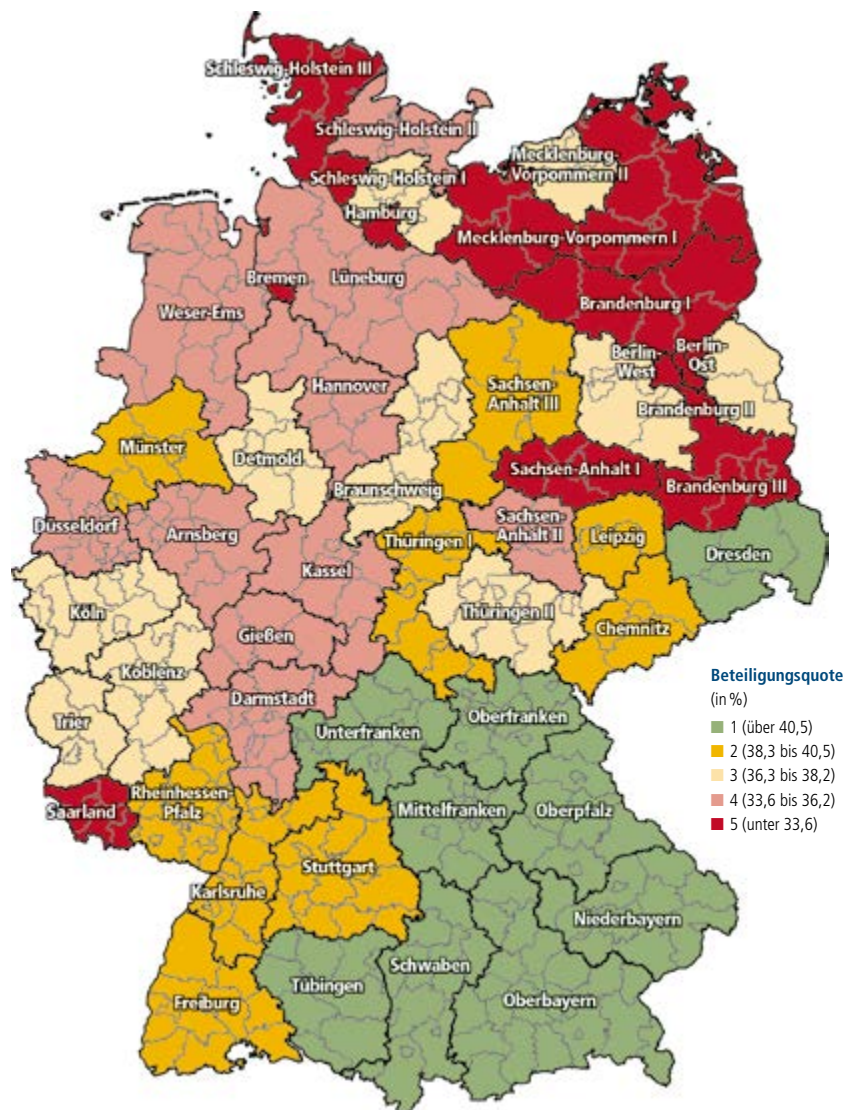 Schleswig-Holstein III
Schleswig-Holstein II
Mecklenburg-
Vorpommern II
Schleswig-Holstein I
Hamburg
Mecklenburg-Vorpommern I
Bremen
Lüneburg
Weser-Ems
Brandenburg I
Berlin-
West
Berlin-
Ost
Hannover
Sachsen-
Anhalt III
Brandenburg II
Münster
Detmold
Braunschweig
Sachsen-Anhalt I
Brandenburg III
Düsseldorf
Arnsberg
Kassel
Thüringen I
Sachsen-
Anhalt II
Leipzig
Dresden
Köln
Gießen
Thüringen II
Chemnitz
Koblenz
Trier
Darmstadt
Unterfranken
Oberfranken
Saarland
Rheinhessen-
Pfalz
Mittelfranken
Oberpfalz
Stuttgart
Karlsruhe
Niederbayern
Schwaben
Tübingen
Freiburg
Oberbayern
Beteiligungsquote
(in %)
1 (über 40,5)
2 (38,3 bis 40,5)
3 (36,3 bis 38,2)
4 (33,6 bis 36,2)
5 (unter 33,6)